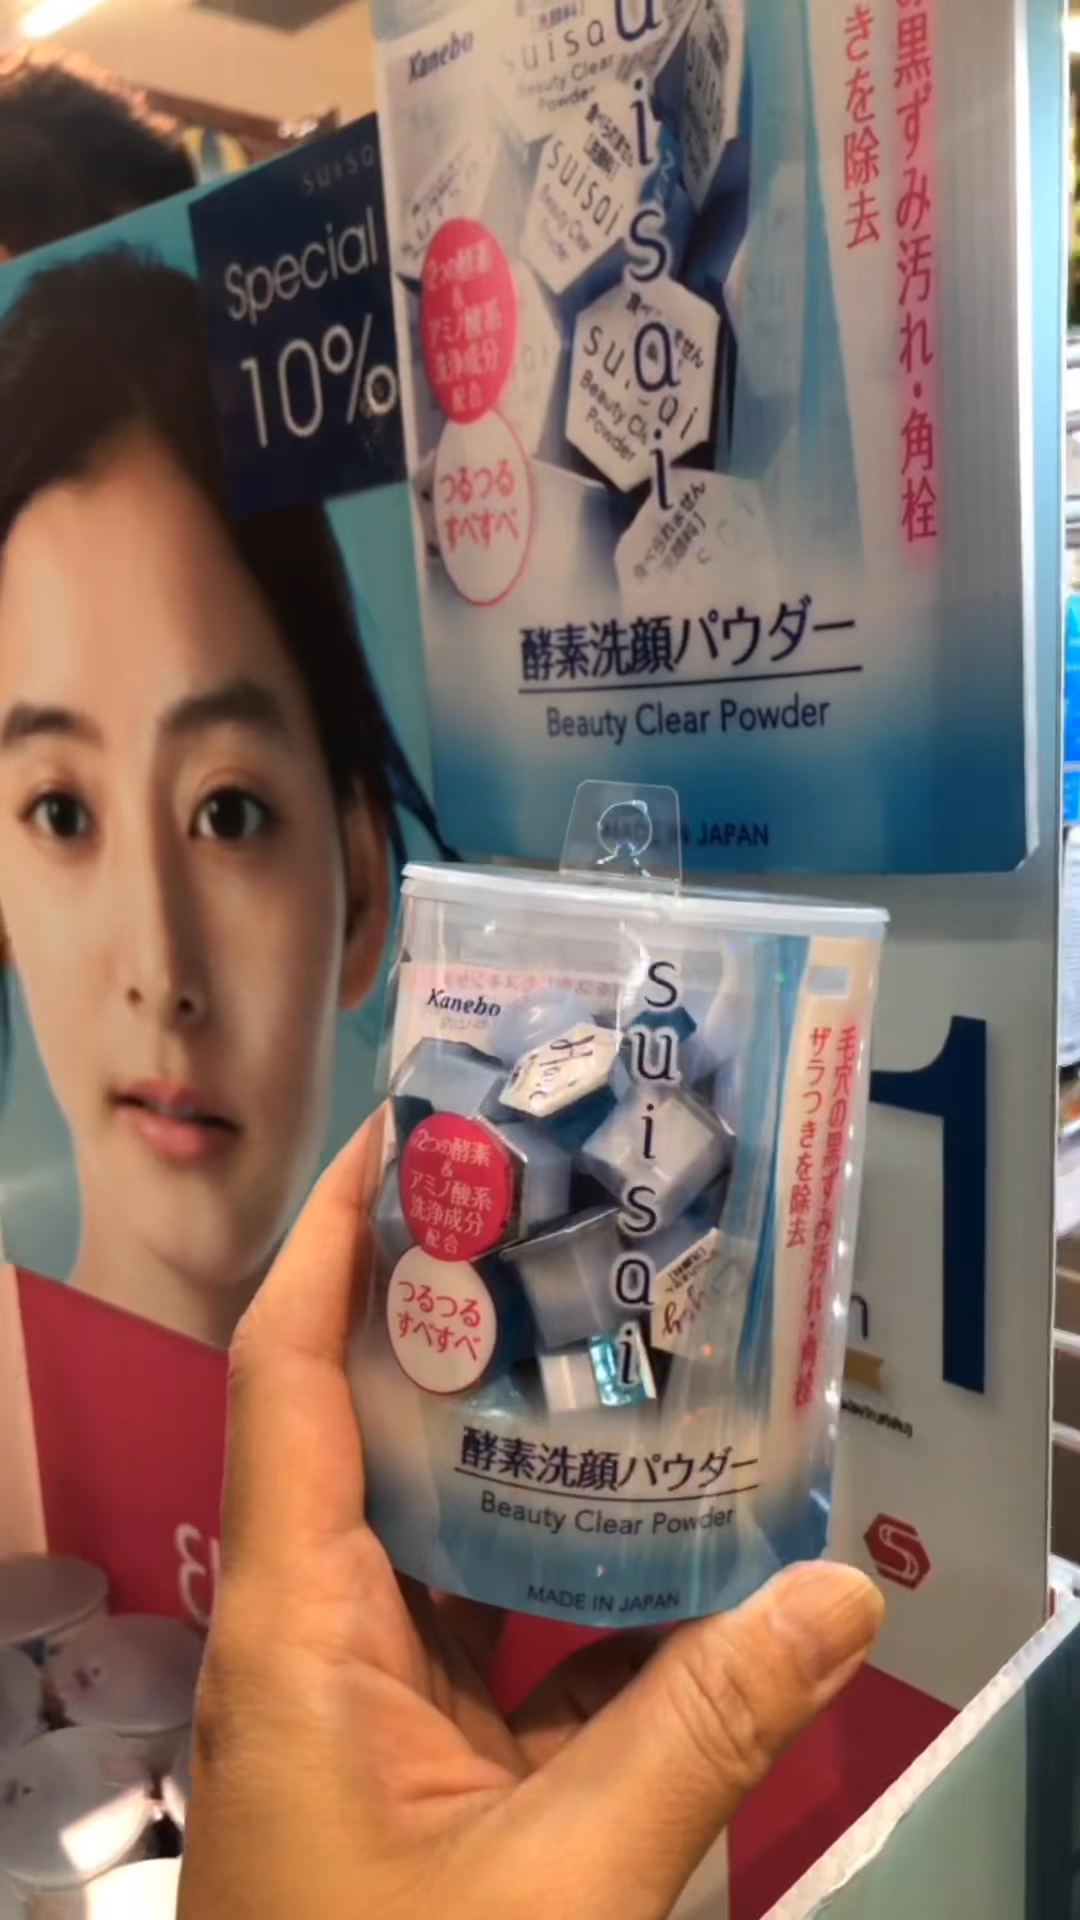 suisa
Special
10%
Kanebo
suisa
Beauty Clear
Powder
suisai
Beauty Clear
Powder
uisai
2つの酵素
&
アミノ酸系
洗浄成分
配合
つるつる
すべすべ
黒ずみ汚れ・角栓
きを除去
酵素洗顔パウダー
Beauty Clear Powder
MADE IN JAPAN
Kanebo
suisai
2つの酵素
&
アミノ酸系
洗浄成分
配合
つるつる
すべすべ
毛穴の黒ずみ汚れ・角栓
ザラつきを除去
酵素洗顔パウダー
Beauty Clear Powder
MADE IN JAPAN
1